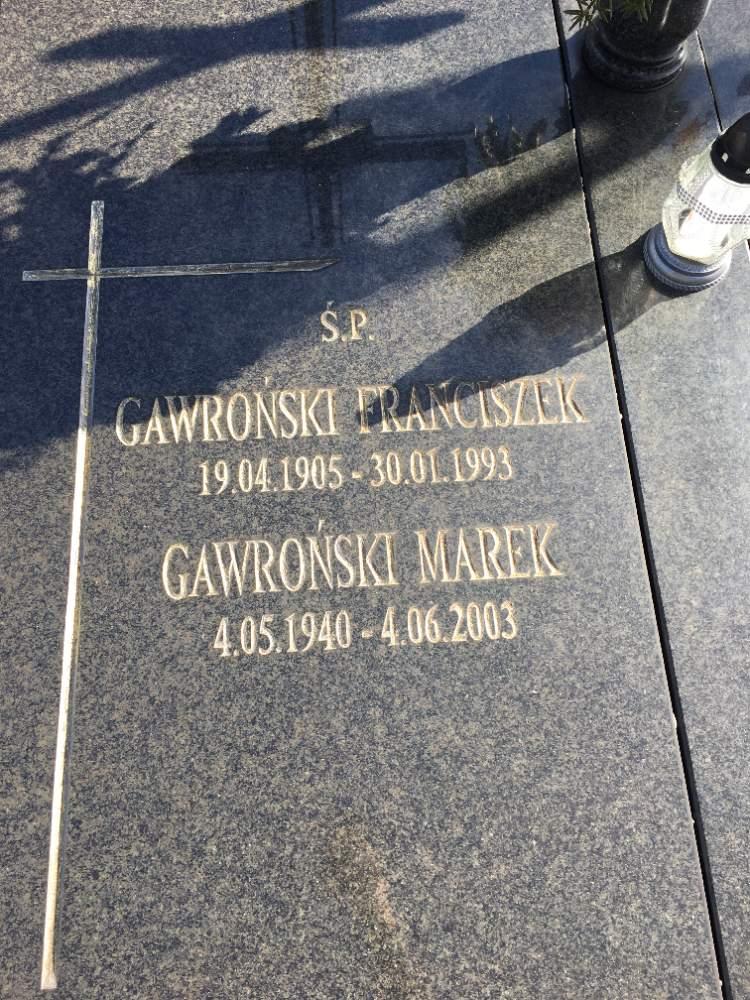 Ś.P.
GAWROŃSKI FRANCISZEK
19.04.1905 - 30.01.1993
GAWROŃSKI MAREK
4.05.1940 - 4.06.2003